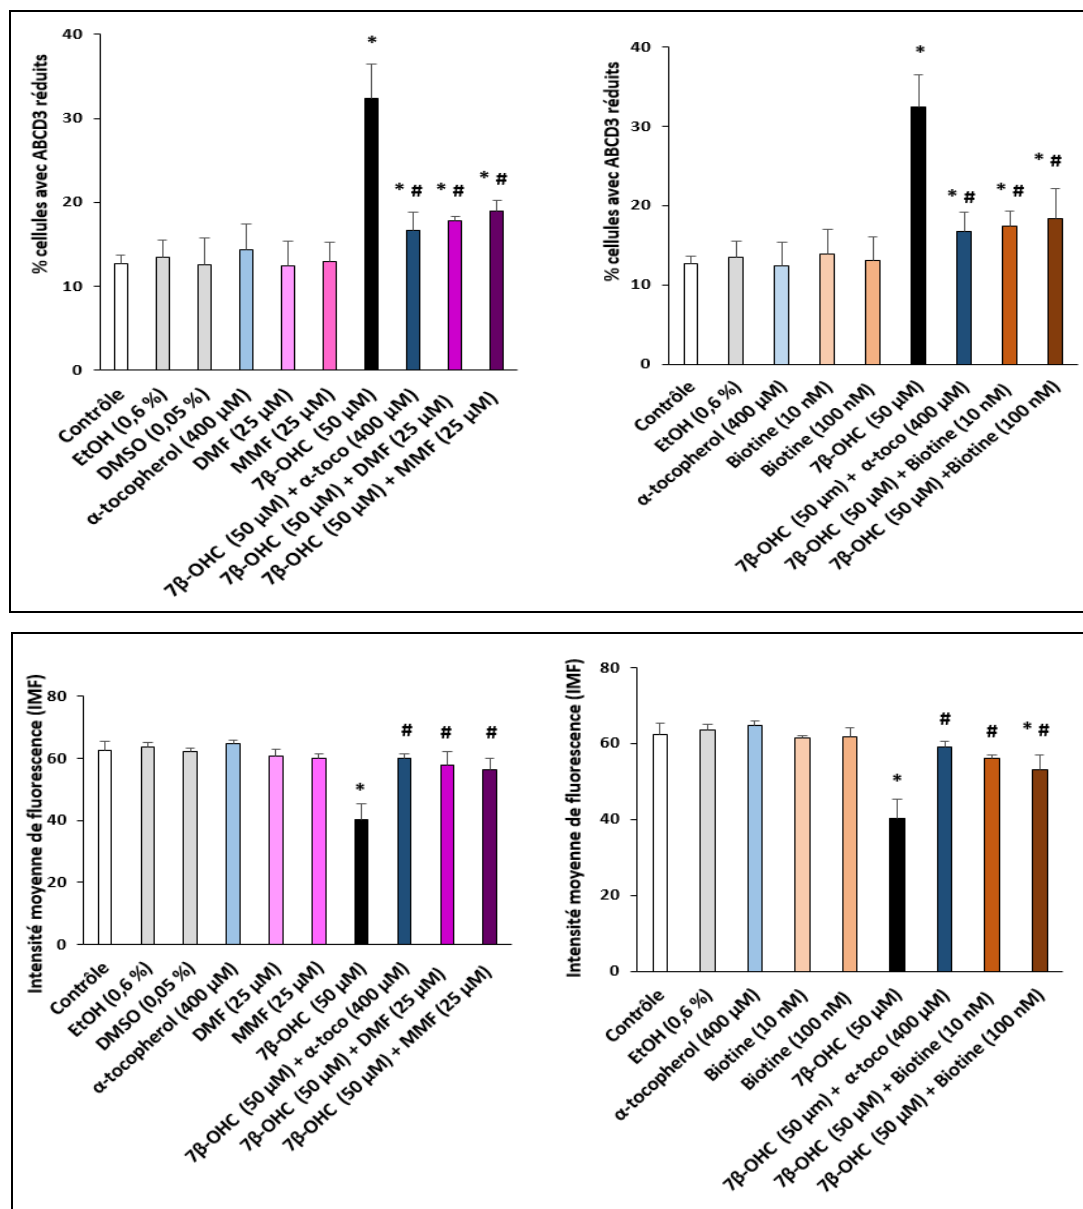 % cellules avec ABCD3 réduits
40
30
20
10
0
*
* #
* #
* #
Contrôle
EtOH (0,6 %)
DMSO (0,05 %)
α-tocopherol (400 µM)
DMF (25 µM)
MMF (25 µM)
7β-OHC (50 µM)
7β-OHC (50 µM) + α-toco (400 µM)
7β-OHC (50 µM) + DMF (25 µM)
7β-OHC (50 µM) + MMF (25 µM)
% cellules avec ABCD3 réduits
40
30
20
10
0
*
* #
* #
* #
Contrôle
EtOH (0,6 %)
α-tocopherol (400 µM)
Biotine (10 nM)
Biotine (100 nM)
7β-OHC (50 µM)
7β-OHC (50 µm) + α-toco (400 µM)
7β-OHC (50 µM) + Biotine (10 nM)
7β-OHC (50 µM) +Biotine (100 nM)
Intensité moyenne de fluorescence (IMF)
80
60
40
20
0
*
#
#
#
Contrôle
EtOH (0,6 %)
DMSO (0,05 %)
α-tocopherol (400 µM)
DMF (25 µM)
MMF (25 µM)
7β-OHC (50 µM)
7β-OHC (50 µM) + α-toco (400 µM)
7β-OHC (50 µM) + DMF (25 µM)
7β-OHC (50 µM) + MMF (25 µM)
Intensité moyenne de fluorescence (IMF)
80
60
40
20
0
*
#
#
* #
Contrôle
EtOH (0,6 %)
α-tocopherol (400 µM)
Biotine (10 nM)
Biotine (100 nM)
7β-OHC (50 µM)
7β-OHC (50 µm) + α-toco (400 µM)
7β-OHC (50 µM) + Biotine (10 nM)
7β-OHC (50 µM) + Biotine (100 nM)